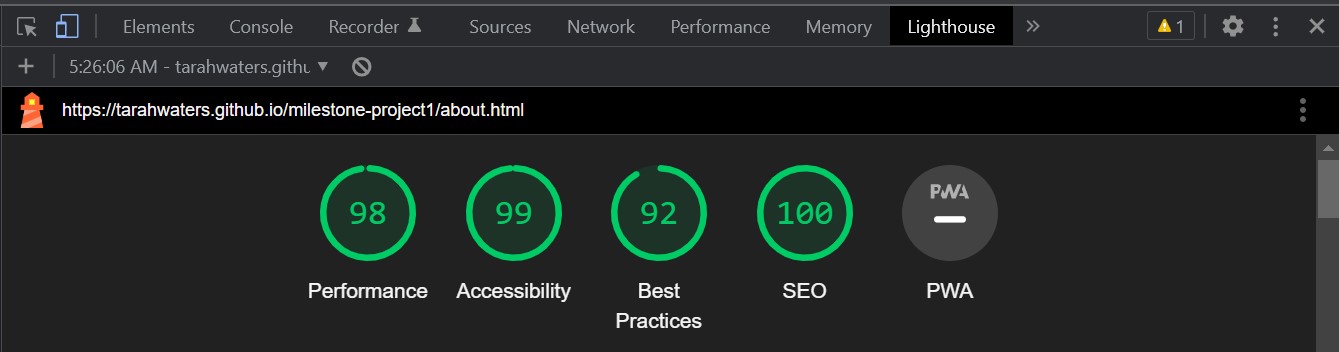 Elements Console Recorder Sources Network Performance Memory Lighthouse » 1
5:26:06 AM - tarahwaters.githu
https://tarahwaters.github.io/milestone-project1/about.html
98 99 92 100 PWA
Performance Accessibility Best Practices SEO PWA